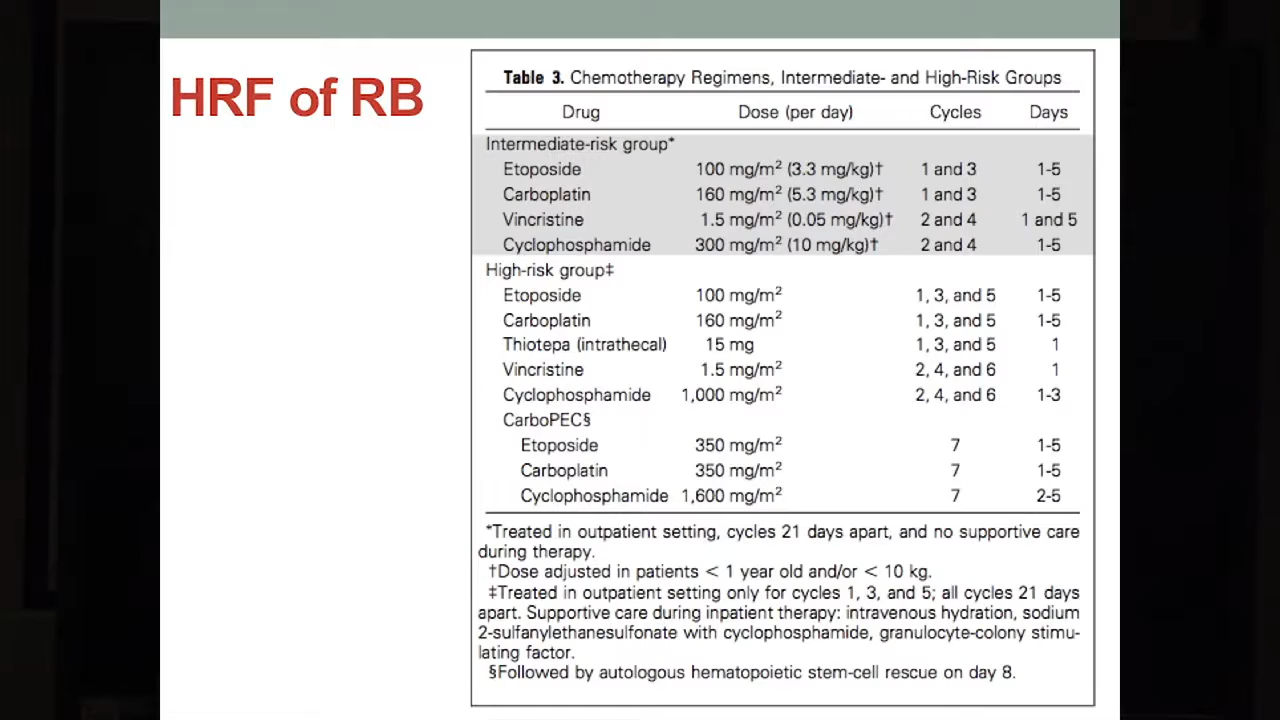 HRF of RB
Table 3. Chemotherapy Regimens, Intermediate- and High-Risk Groups
Drug Dose (per day) Cycles Days
Intermediate-risk group*
Etoposide 100 mg/m² (3.3 mg/kg)† 1 and 3 1-5
Carboplatin 160 mg/m² (5.3 mg/kg)† 1 and 3 1-5
Vincristine 1.5 mg/m² (0.05 mg/kg)† 2 and 4 1 and 5
Cyclophosphamide 300 mg/m² (10 mg/kg)† 2 and 4 1-5
High-risk group‡
Etoposide 100 mg/m² 1, 3, and 5 1-5
Carboplatin 160 mg/m² 1, 3, and 5 1-5
Thiotepa (intrathecal) 15 mg 1, 3, and 5 1
Vincristine 1.5 mg/m² 2, 4, and 6 1
Cyclophosphamide 1,000 mg/m² 2, 4, and 6 1-3
CarboPEC§
Etoposide 350 mg/m² 7 1-5
Carboplatin 350 mg/m² 7 1-5
Cyclophosphamide 1,600 mg/m² 7 2-5
*Treated in outpatient setting, cycles 21 days apart, and no supportive care
during therapy.
†Dose adjusted in patients < 1 year old and/or < 10 kg.
‡Treated in outpatient setting only for cycles 1, 3, and 5; all cycles 21 days
apart. Supportive care during inpatient therapy: intravenous hydration, sodium
2-sulfanylethanesulfonate with cyclophosphamide, granulocyte-colony stimu-
lating factor.
§Followed by autologous hematopoietic stem-cell rescue on day 8.